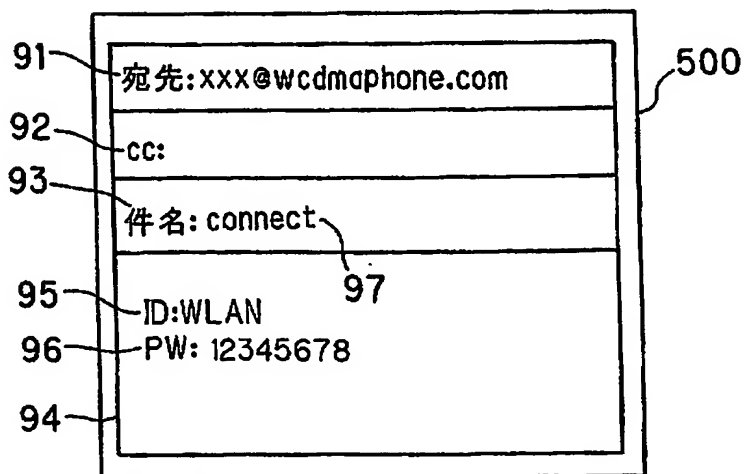 91 宛先:xxx@wcdmaphone.com 500
92 cc:
93 件名: connect 97
95 ID:WLAN
96 PW: 12345678
94